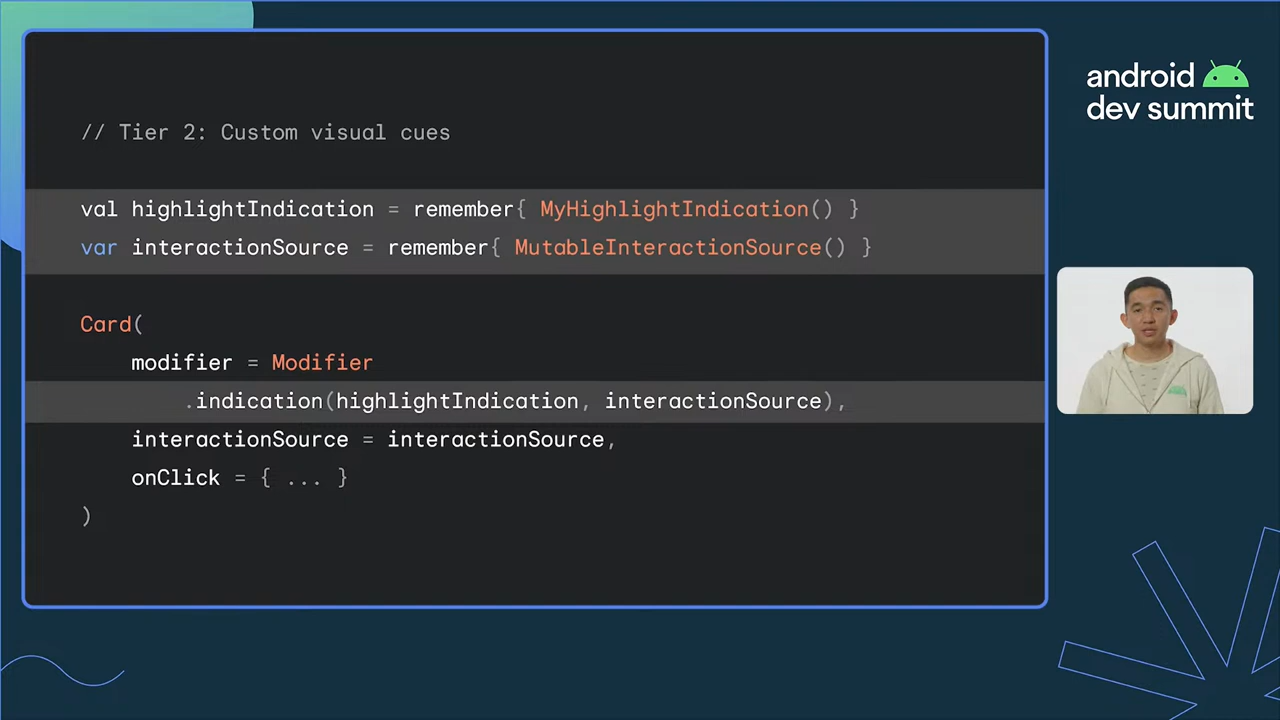 // Tier 2: Custom visual cues
val highlightIndication = remember{ MyHighlightIndication() }
var interactionSource = remember{ MutableInteractionSource() }
Card(
    modifier = Modifier
        .indication(highlightIndication, interactionSource),
    interactionSource = interactionSource,
    onClick = { ... }
)
android
dev summit